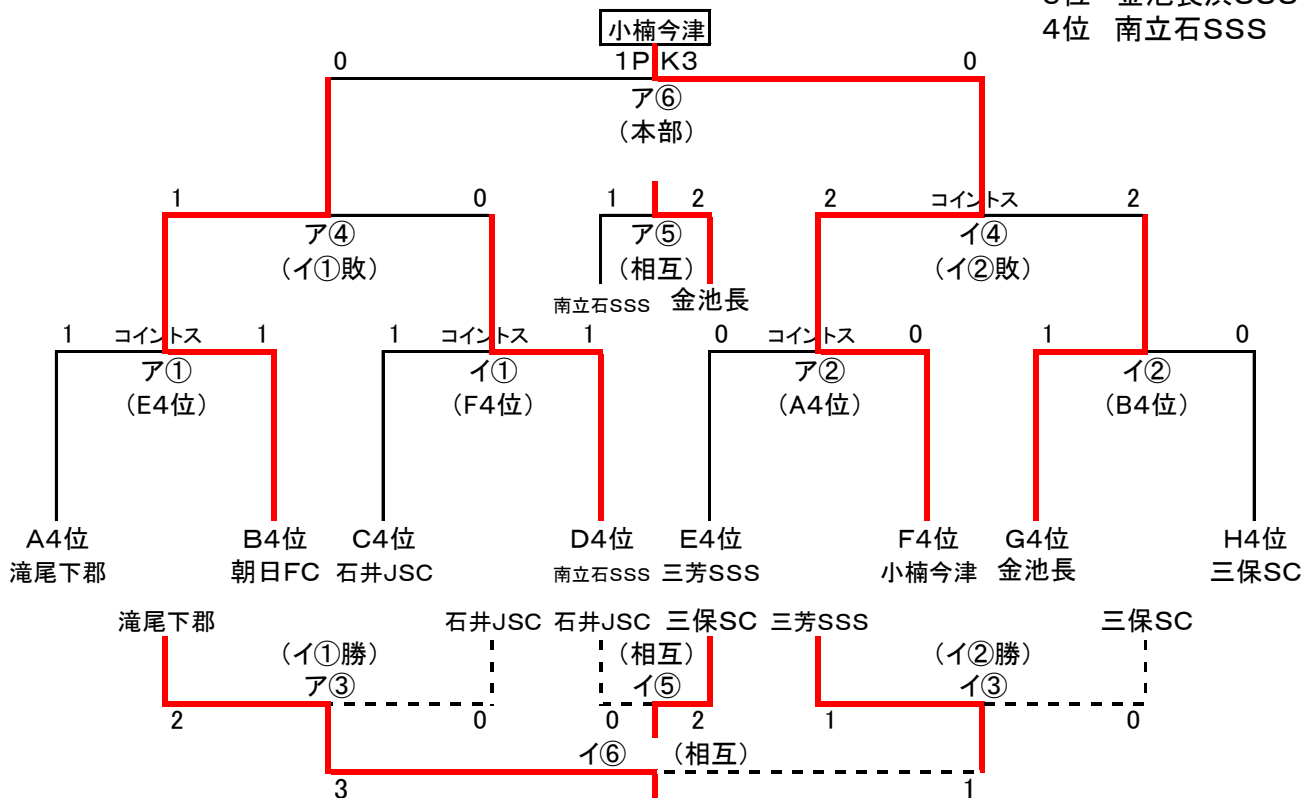 3位 金池長浜SSS
小楠今津
4位 南立石SSS
0 1PK3 0
ア⑥
(本部)
1 0 1 2 2 コイントス 2
ア④ ア⑤ イ④
(イ①敗) (相互) (イ②敗)
南立石SSS 金池長
1 コイントス 1 1 コイントス 1 0 コイントス 0 1 0
ア① イ① ア② イ②
(E4位) (F4位) (A4位) (B4位)
A4位 B4位 C4位 D4位 E4位 F4位 G4位 H4位
滝尾下郡 朝日FC 石井JSC 南立石SSS 三芳SSS 小楠今津 金池長 三保SC
滝尾下郡 石井JSC 石井JSC 三保SC 三芳SSS 三保SC
(イ①勝) (相互) (イ②勝)
ア③ イ⑤ イ③
2 0 0 2 1 0
イ⑥ (相互)
3 1